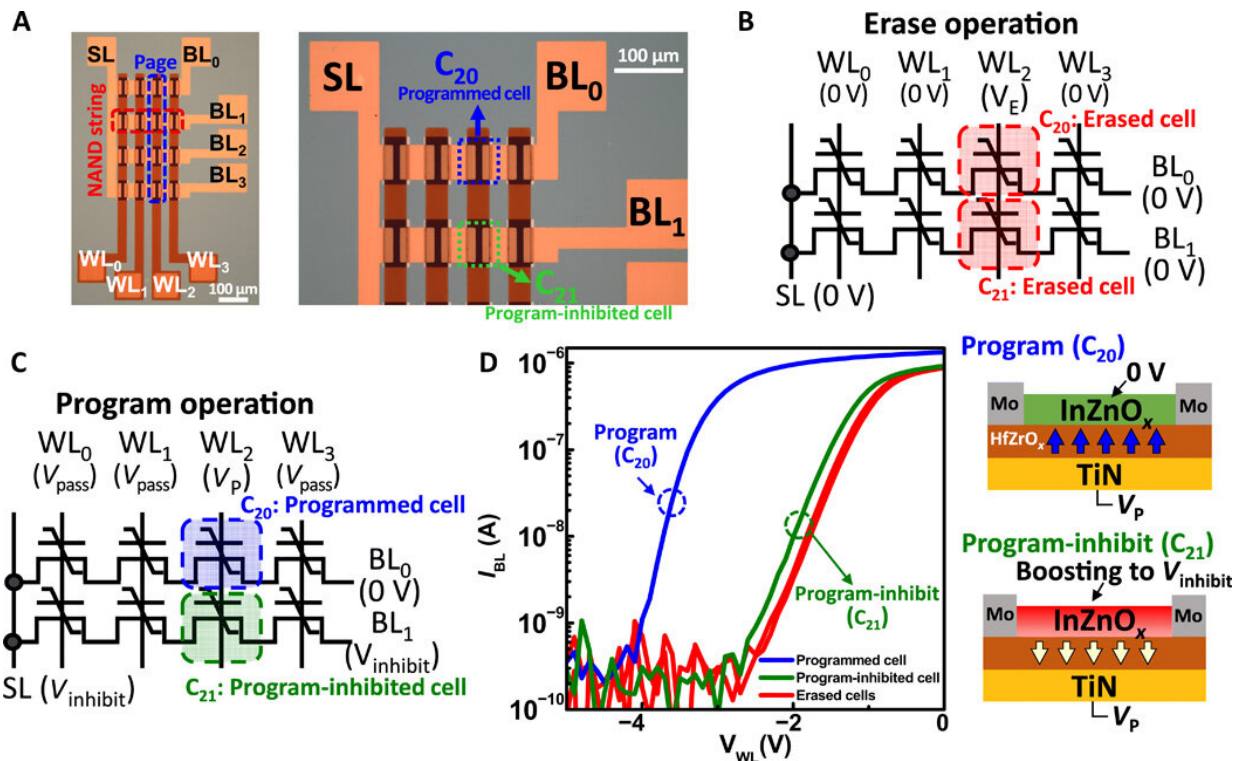 A
SL
BL0
Page
NAND string
BL1
BL2
BL3
WL0
WL1
WL2
WL3
100 μm
SL
C20
Programmed cell
BL0
100 μm
BL1
C21
Program-inhibited cell
B
Erase operation
WL0 WL1 WL2 WL3
(0 V) (0 V) (VE) (0 V)
C20: Erased cell
BL0
(0 V)
BL1
(0 V)
SL (0 V)
C21: Erased cell
C
Program operation
WL0 WL1 WL2 WL3
(Vpass) (Vpass) (VP) (Vpass)
C20: Programmed cell
BL0
(0 V)
BL1
(Vinhibit)
SL (Vinhibit)
C21: Program-inhibited cell
D
10−6
10−7
10−8
10−9
10−10
IBL (A)
Program
(C20)
Program-inhibit
(C21)
Programmed cell
Program-inhibited cell
Erased cells
−4 −2 0
VWL (V)
Program (C20)
0 V
Mo InZnOx Mo
HfZrOx
TiN
VP
Program-inhibit (C21)
Boosting to Vinhibit
Mo InZnOx Mo
TiN
VP